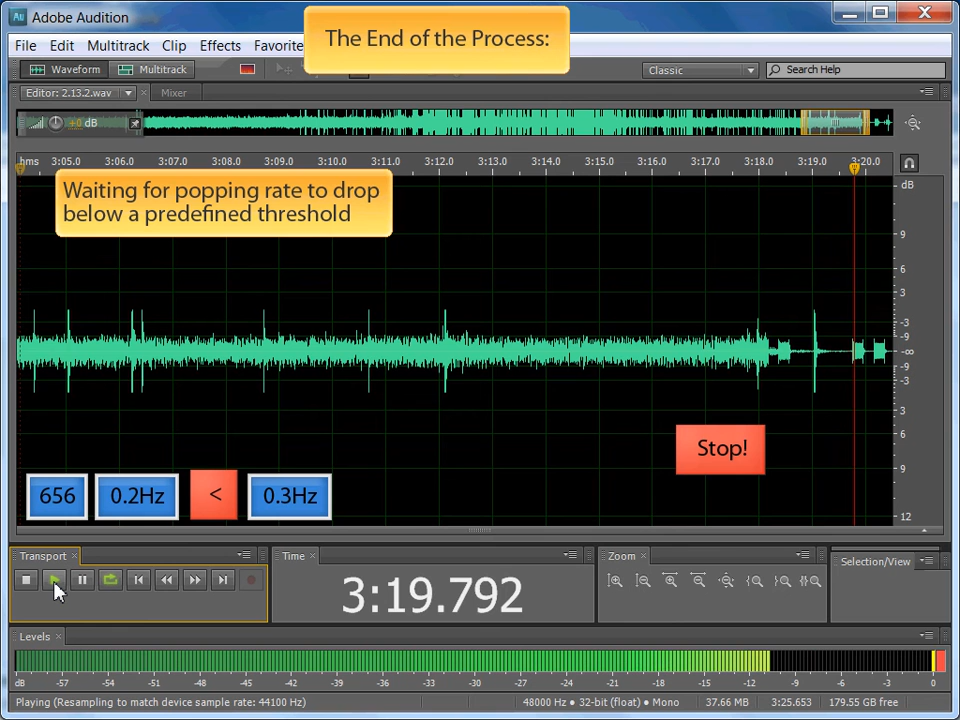 Adobe Audition
The End of the Process:
File Edit Multitrack Clip Effects Favorite
Waveform Multitrack Classic Search Help
Editor: 2.13.2.wav Mixer
+0 dB
hms 3:05.0 3:06.0 3:07.0 3:08.0 3:09.0 3:10.0 3:11.0 3:12.0 3:13.0 3:14.0 3:15.0 3:16.0 3:17.0 3:18.0 3:19.0 3:20.0
dB
Waiting for popping rate to drop
below a predefined threshold
9
6
3
-3
-9
-∞
-9
-3
3
6
9
12
Stop!
656 0.2Hz < 0.3Hz
Transport Time Zoom Selection/View
3:19.792
Levels
dB -57 -54 -51 -48 -45 -42 -39 -36 -33 -30 -27 -24 -21 -18 -15 -12 -9 -6 -3 0
Playing (Resampling to match device sample rate: 44100 Hz) 48000 Hz • 32-bit (float) • Mono 37.66 MB 3:25.653 179.55 GB free